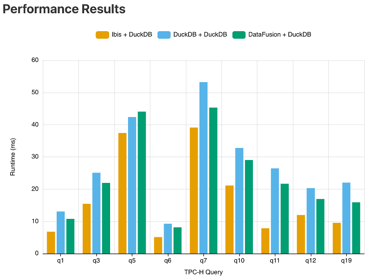 Performance Results
Ibis + DuckDB DuckDB + DuckDB DataFusion + DuckDB
60
50
40
30
20
10
0
Runtime (ms)
q1 q3 q5 q6 q7 q10 q11 q12 q19
TPC-H Query